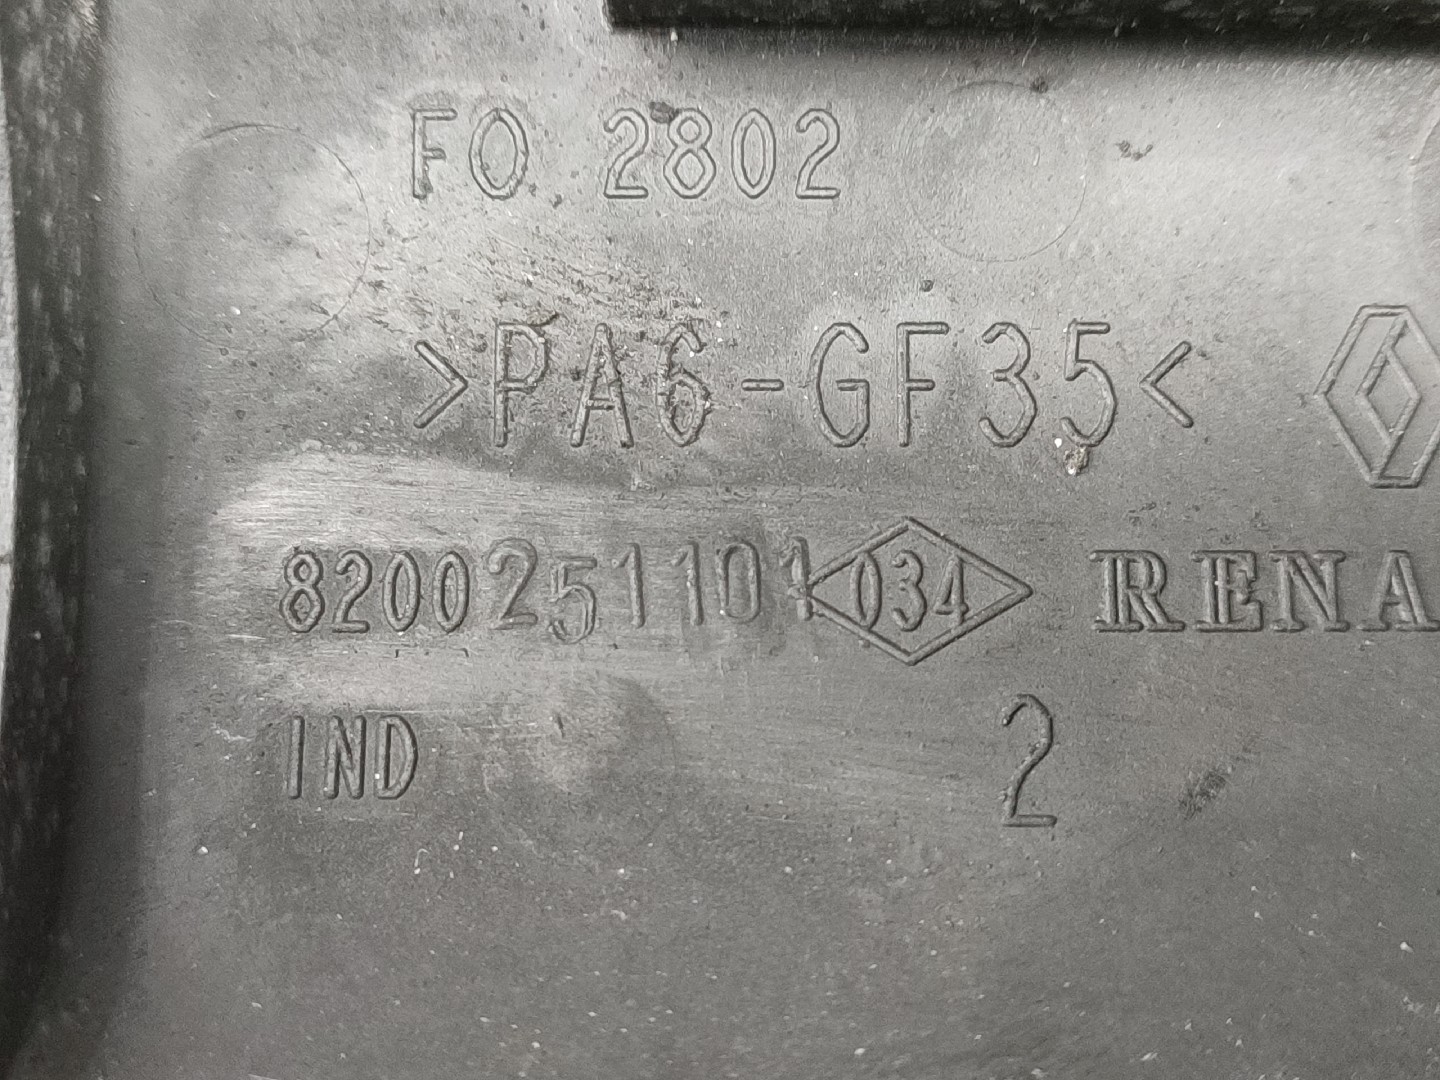 FO 2802
>PA6-GF35<
8200251101 034 RENA
IND 2